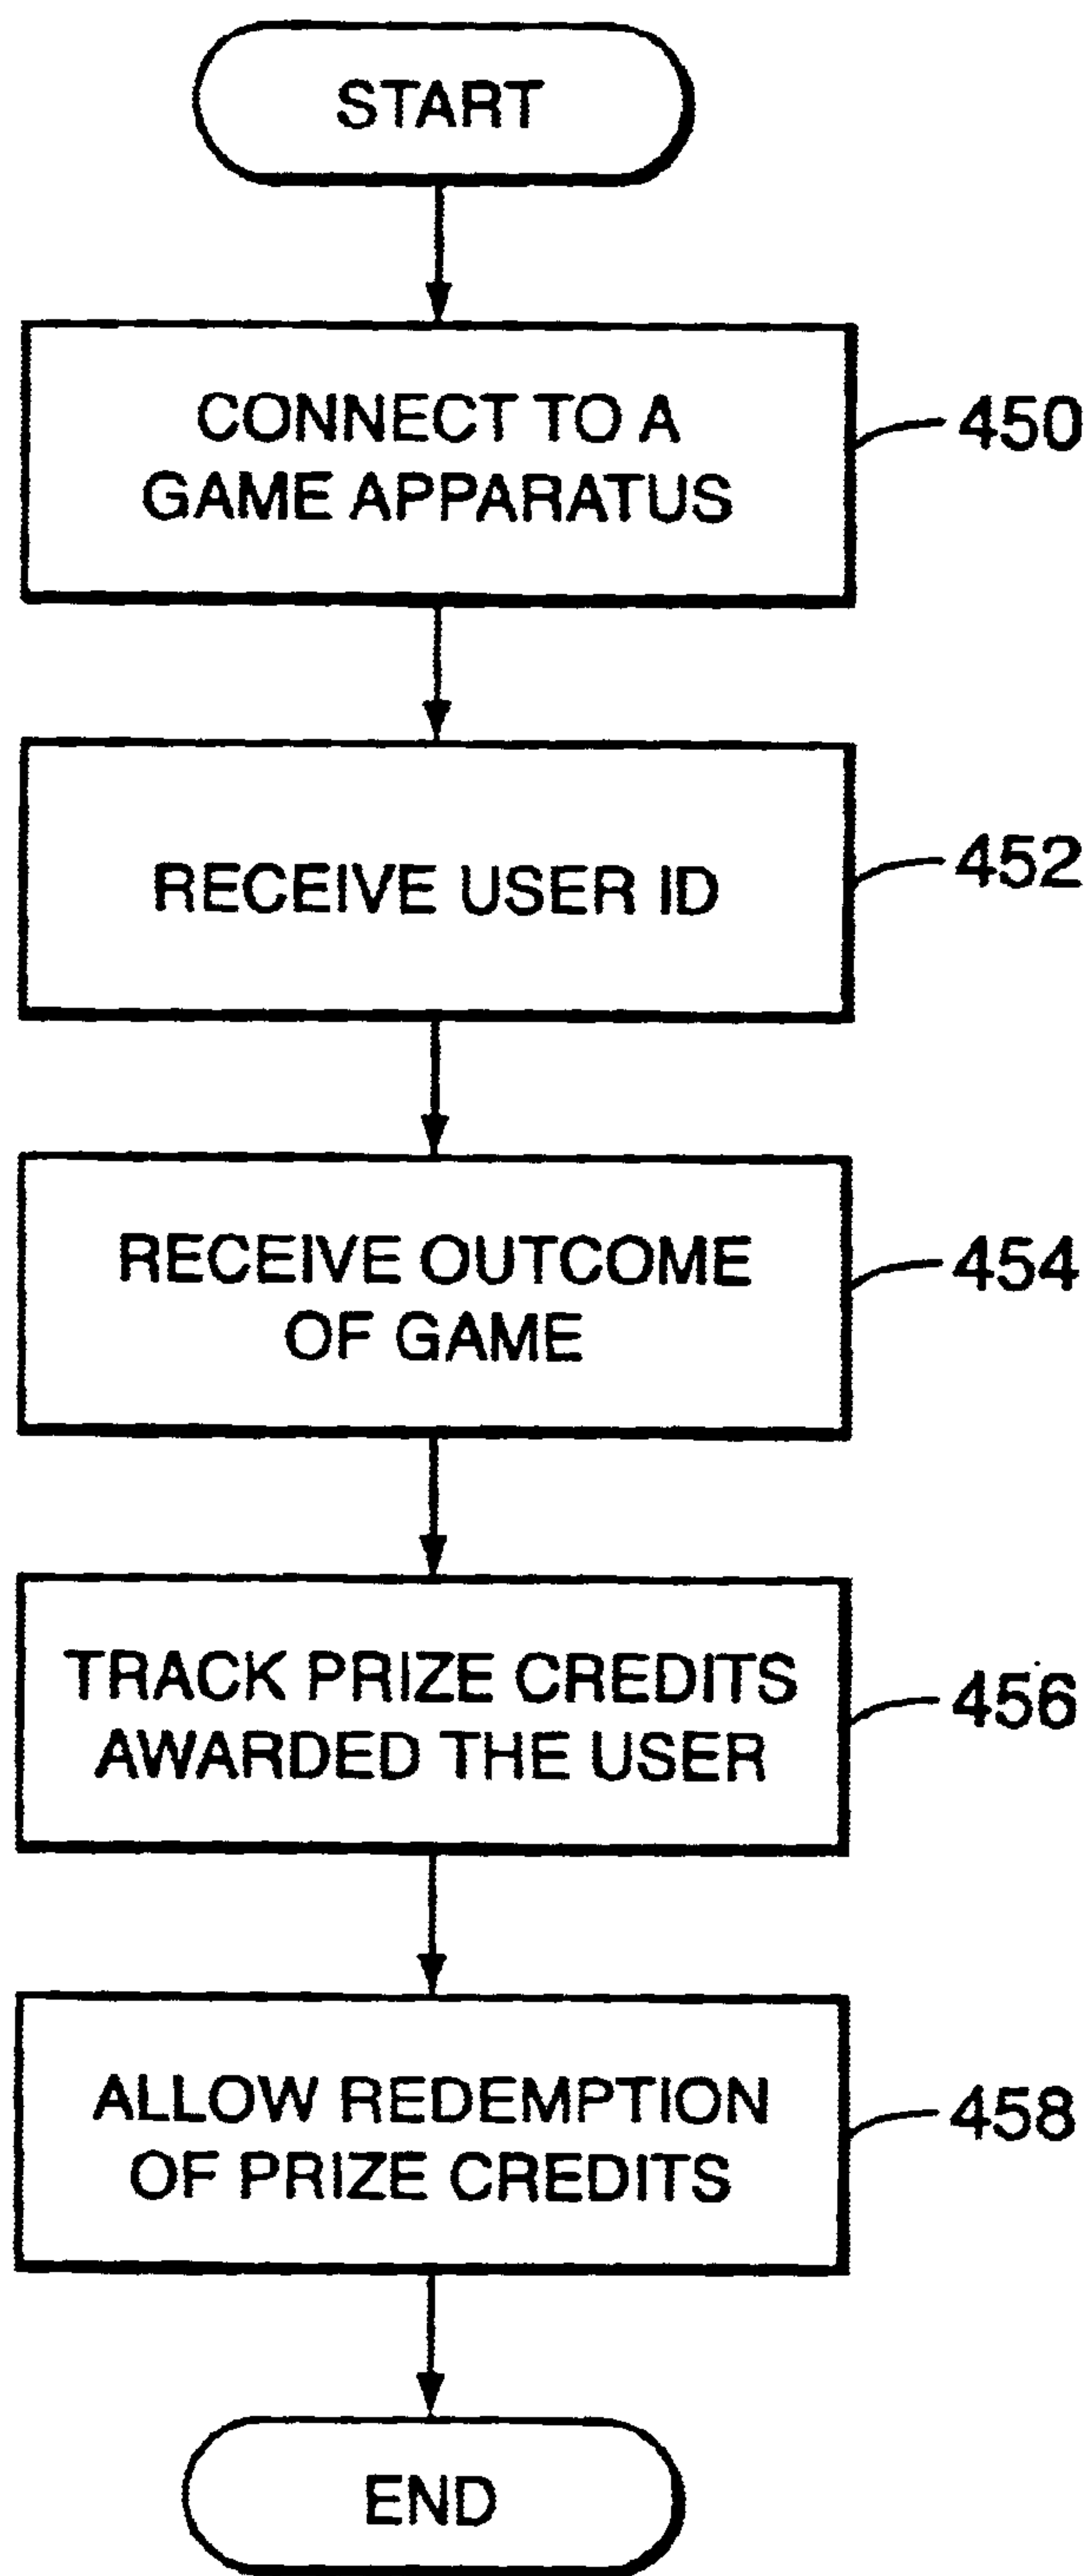 START
CONNECT TO A
GAME APPARATUS
450
RECEIVE USER ID
452
RECEIVE OUTCOME
OF GAME
454
TRACK PRIZE CREDITS
AWARDED THE USER
456
ALLOW REDEMPTION
OF PRIZE CREDITS
458
END